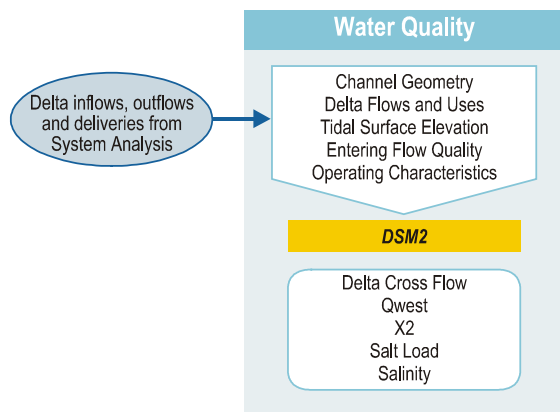 Water Quality
Delta inflows, outflows
and deliveries from
System Analysis
Channel Geometry
Delta Flows and Uses
Tidal Surface Elevation
Entering Flow Quality
Operating Characteristics
DSM2
Delta Cross Flow
Qwest
X2
Salt Load
Salinity